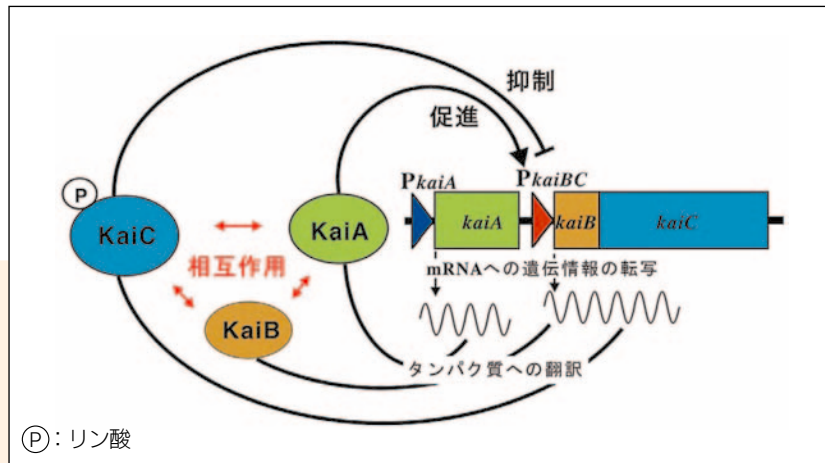 抑制
促進
PkaiA
PkaiBC
P
KaiC
KaiA
kaiA
kaiB
kaiC
相互作用
mRNAへの遺伝情報の転写
KaiB
タンパク質への翻訳
P：リン酸